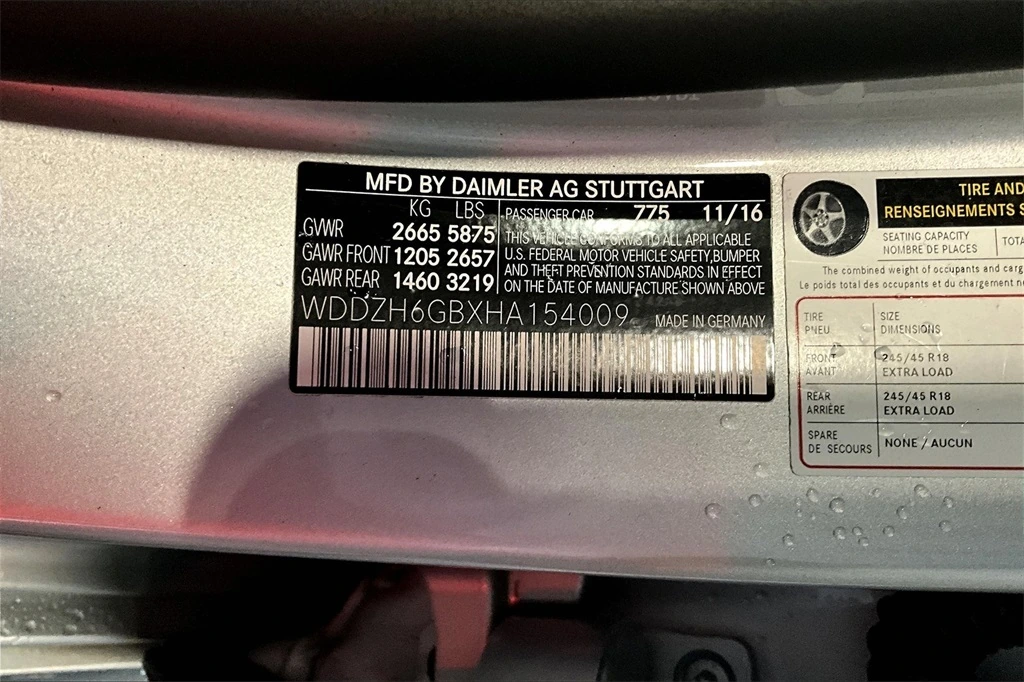 MFD BY DAIMLER AG STUTTGART
KG LBS
GVWR 2665 5875
GAWR FRONT 1205 2657
GAWR REAR 1460 3219
PASSENGER CAR 775 11/16
THIS VEHICLE CONFORMS TO ALL APPLICABLE
U.S. FEDERAL MOTOR VEHICLE SAFETY,BUMPER
AND THEFT PREVENTION STANDARDS IN EFFECT
ON THE DATE OF MANUFACTURE SHOWN ABOVE
WDDZH6GBXHA154009 MADE IN GERMANY
TIRE AND
RENSEIGNEMENTS S
SEATING CAPACITY
NOMBRE DE PLACES
TOTA
The combined weight of occupants and carg
Le poids total des occupants et du chargement ne
TIRE SIZE
PNEU DIMENSIONS
FRONT 245/45 R18
AVANT EXTRA LOAD
REAR 245/45 R18
ARRIÈRE EXTRA LOAD
SPARE
DE SECOURS NONE / AUCUN